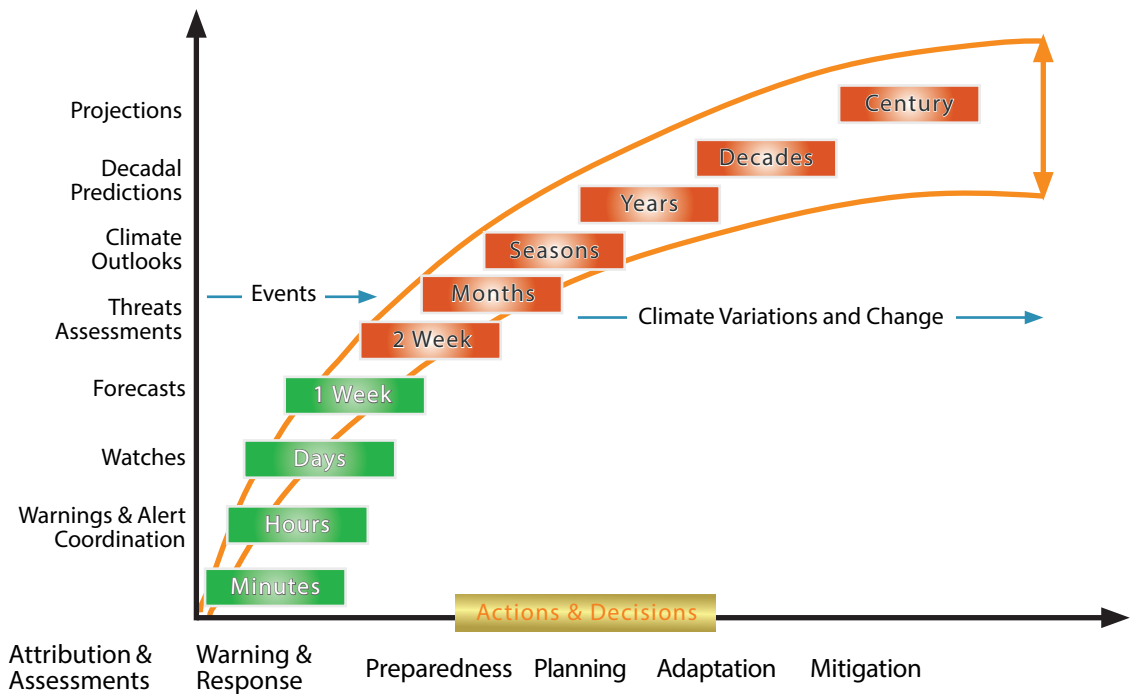 Projections
Century
Decadal
Predictions
Decades
Years
Climate
Outlooks
Seasons
Events
Months
Threats
Assessments
Climate Variations and Change
2 Week
Forecasts
1 Week
Watches
Days
Warnings & Alert
Coordination
Hours
Minutes
Actions & Decisions
Attribution &
Assessments
Warning &
Response
Preparedness
Planning
Adaptation
Mitigation